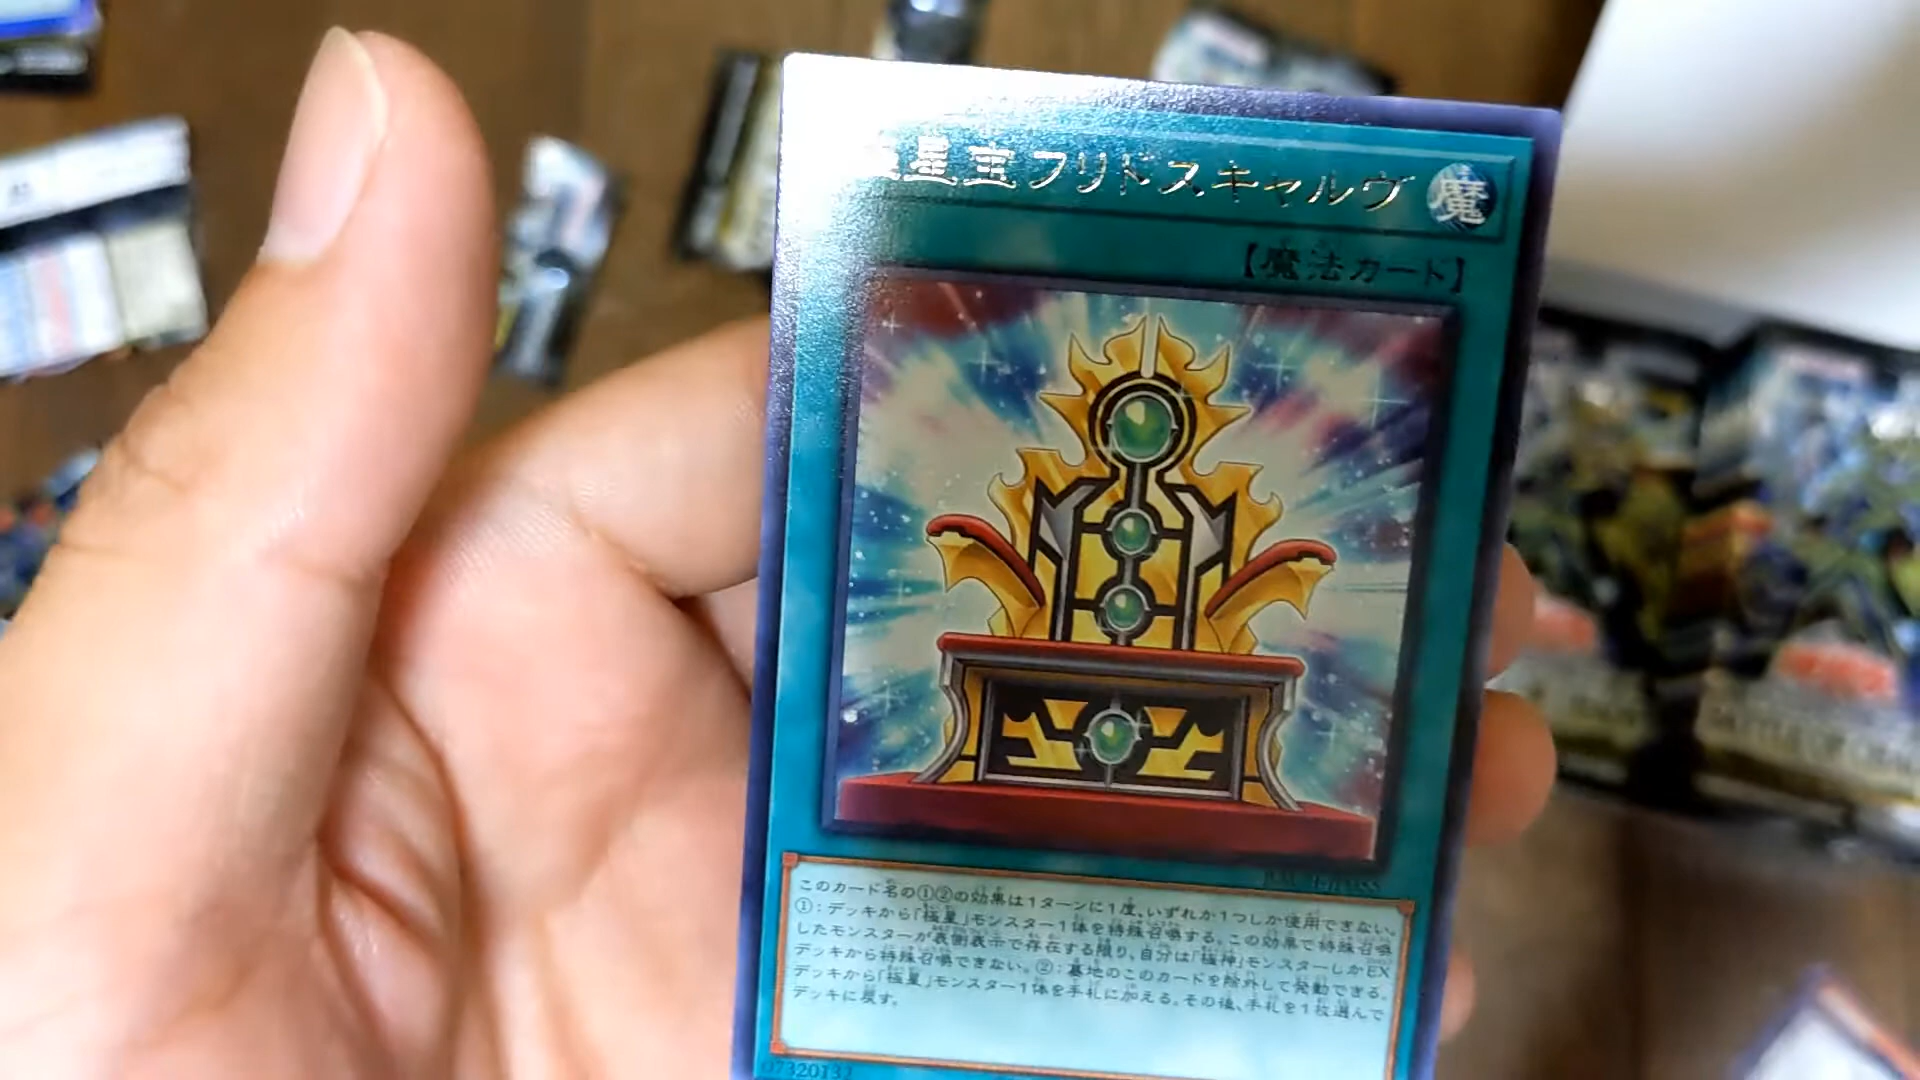 星宝フリドスキャルヴ
魔
【魔法カード】
このカード名の①②の効果は1ターンに1度、いずれか1つしか使用できない。
①：デッキから「極星」モンスター1体を特殊召喚する。この効果で特殊召喚
したモンスターが表側表示で存在する限り、自分は「極神」モンスターしかEX
デッキから特殊召喚できない。②：墓地のこのカードを除外して発動できる。
デッキから「極星」モンスター1体を手札に加える。その後、手札を1枚選んで
デッキに戻す。